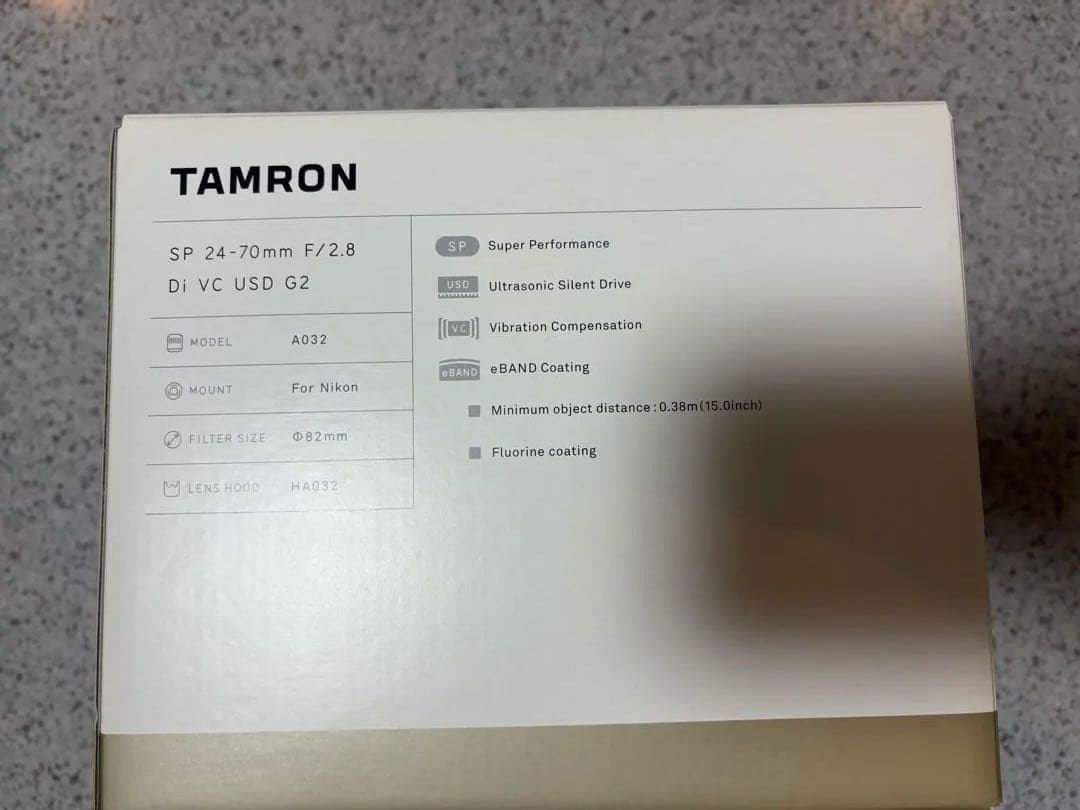 TAMRON
SP 24-70mm F/2.8
Di VC USD G2
MODEL A032
MOUNT For Nikon
FILTER SIZE Φ82mm
LENS HOOD HA032
SP Super Performance
USD Ultrasonic Silent Drive
VC Vibration Compensation
eBAND eBAND Coating
Minimum object distance : 0.38m(15.0inch)
Fluorine coating